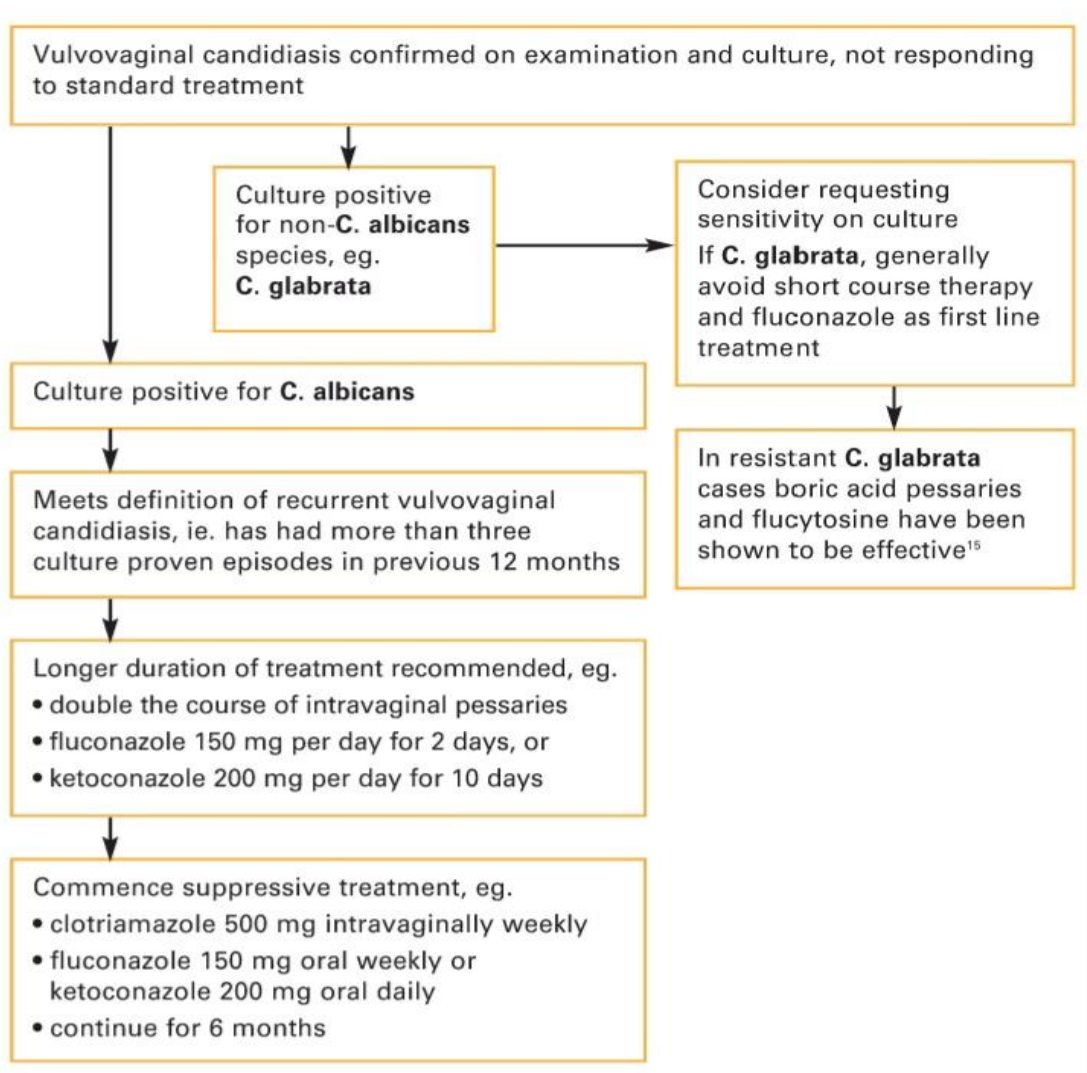 Vulvovaginal candidiasis confirmed on examination and culture, not responding
to standard treatment
Culture positive
for non-C. albicans
species, eg.
C. glabrata
Consider requesting
sensitivity on culture
If C. glabrata, generally
avoid short course therapy
and fluconazole as first line
treatment
In resistant C. glabrata
cases boric acid pessaries
and flucytosine have been
shown to be effective¹⁵
Culture positive for C. albicans
Meets definition of recurrent vulvovaginal
candidiasis, ie. has had more than three
culture proven episodes in previous 12 months
Longer duration of treatment recommended, eg.
• double the course of intravaginal pessaries
• fluconazole 150 mg per day for 2 days, or
• ketoconazole 200 mg per day for 10 days
Commence suppressive treatment, eg.
• clotriamazole 500 mg intravaginally weekly
• fluconazole 150 mg oral weekly or
ketoconazole 200 mg oral daily
• continue for 6 months